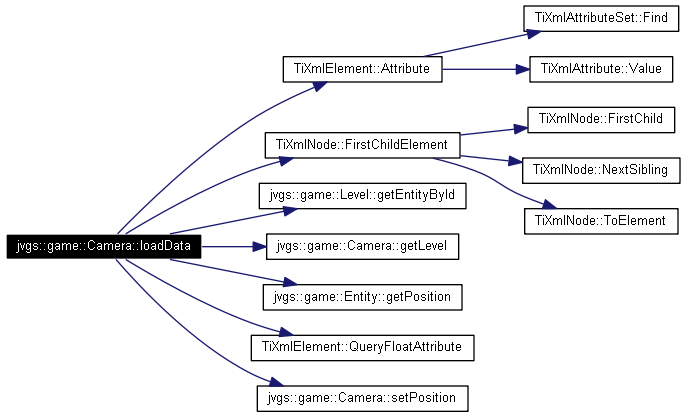 TiXmlAttributeSet::Find
TiXmlElement::Attribute
TiXmlAttribute::Value
TiXmlNode::FirstChild
TiXmlNode::FirstChildElement
TiXmlNode::NextSibling
jvgs::game::Level::getEntityById
TiXmlNode::ToElement
jvgs::game::Camera::loadData
jvgs::game::Camera::getLevel
jvgs::game::Entity::getPosition
TiXmlElement::QueryFloatAttribute
jvgs::game::Camera::setPosition